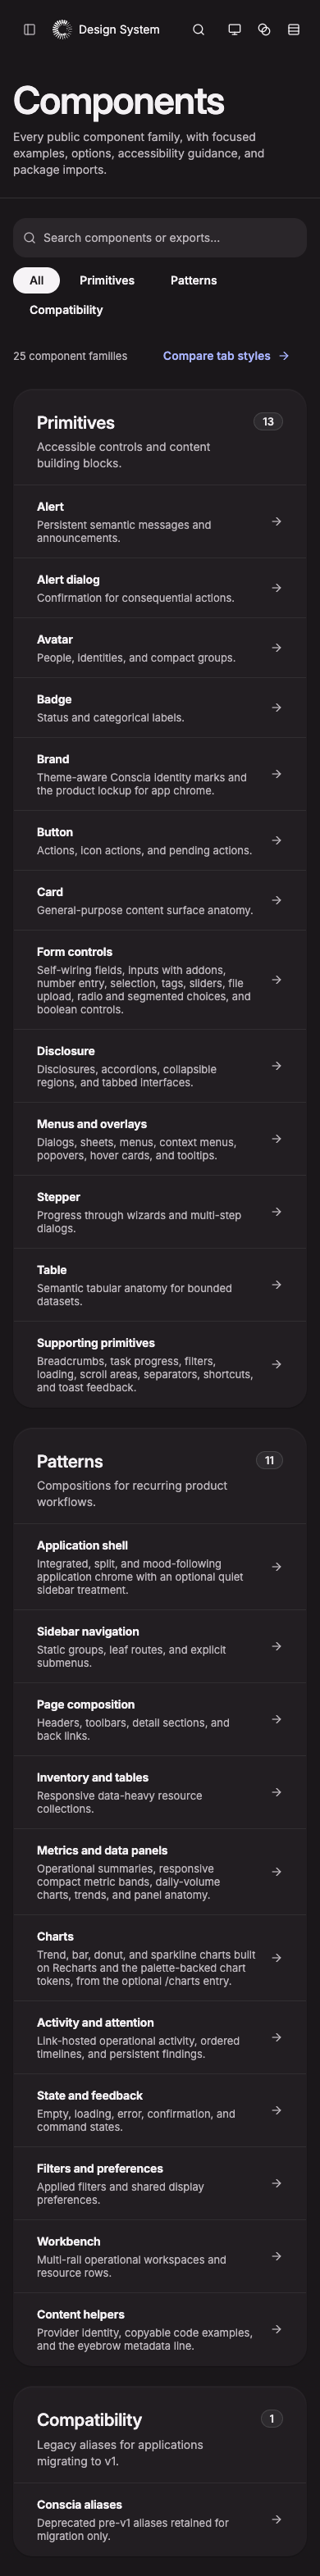 Design System
Components
Every public component family, with focused
examples, options, accessibility guidance, and
package imports.
Search components or exports...
All
Primitives
Patterns
Compatibility
25 component families
Compare tab styles
Primitives
13
Accessible controls and content
building blocks.
Alert
Persistent semantic messages and
announcements.
Alert dialog
Confirmation for consequential actions.
Avatar
People, identities, and compact groups.
Badge
Status and categorical labels.
Brand
Theme-aware Conscia identity marks and
the product lockup for app chrome.
Button
Actions, icon actions, and pending actions.
Card
General-purpose content surface anatomy.
Form controls
Self-wiring fields, inputs with addons,
number entry, selection, tags, sliders, file
upload, radio and segmented choices, and
boolean controls.
Disclosure
Disclosures, accordions, collapsible
regions, and tabbed interfaces.
Menus and overlays
Dialogs, sheets, menus, context menus,
popovers, hover cards, and tooltips.
Stepper
Progress through wizards and multi-step
dialogs.
Table
Semantic tabular anatomy for bounded
datasets.
Supporting primitives
Breadcrumbs, task progress, filters,
loading, scroll areas, separators, shortcuts,
and toast feedback.
Patterns
11
Compositions for recurring product
workflows.
Application shell
Integrated, split, and mood-following
application chrome with an optional quiet
sidebar treatment.
Sidebar navigation
Static groups, leaf routes, and explicit
submenus.
Page composition
Headers, toolbars, detail sections, and
back links.
Inventory and tables
Responsive data-heavy resource
collections.
Metrics and data panels
Operational summaries, responsive
compact metric bands, daily-volume
charts, trends, and panel anatomy.
Charts
Trend, bar, donut, and sparkline charts built
on Recharts and the palette-backed chart
tokens, from the optional /charts entry.
Activity and attention
Link-hosted operational activity, ordered
timelines, and persistent findings.
State and feedback
Empty, loading, error, confirmation, and
command states.
Filters and preferences
Applied filters and shared display
preferences.
Workbench
Multi-rail operational workspaces and
resource rows.
Content helpers
Provider identity, copyable code examples,
and the eyebrow metadata line.
Compatibility
1
Legacy aliases for applications
migrating to v1.
Conscia aliases
Deprecated pre-v1 aliases retained for
migration only.